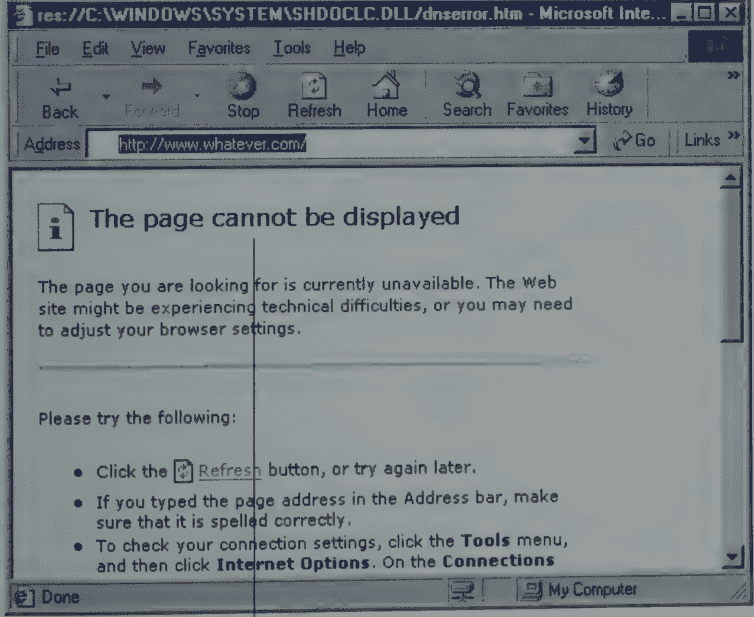 res://C:\WINDOWS\SYSTEM\SHDOCLC.DLL/dnserror.htm - Microsoft Inte...
File Edit View Favorites Tools Help
Back Forward Stop Refresh Home Search Favorites History »
Address http://www.whatever.com/ Go Links »
The page cannot be displayed
The page you are looking for is currently unavailable. The Web
site might be experiencing technical difficulties, or you may need
to adjust your browser settings.
Please try the following:
• Click the Refresh button, or try again later.
• If you typed the page address in the Address bar, make
sure that it is spelled correctly.
• To check your connection settings, click the Tools menu,
and then click Internet Options. On the Connections
Done My Computer